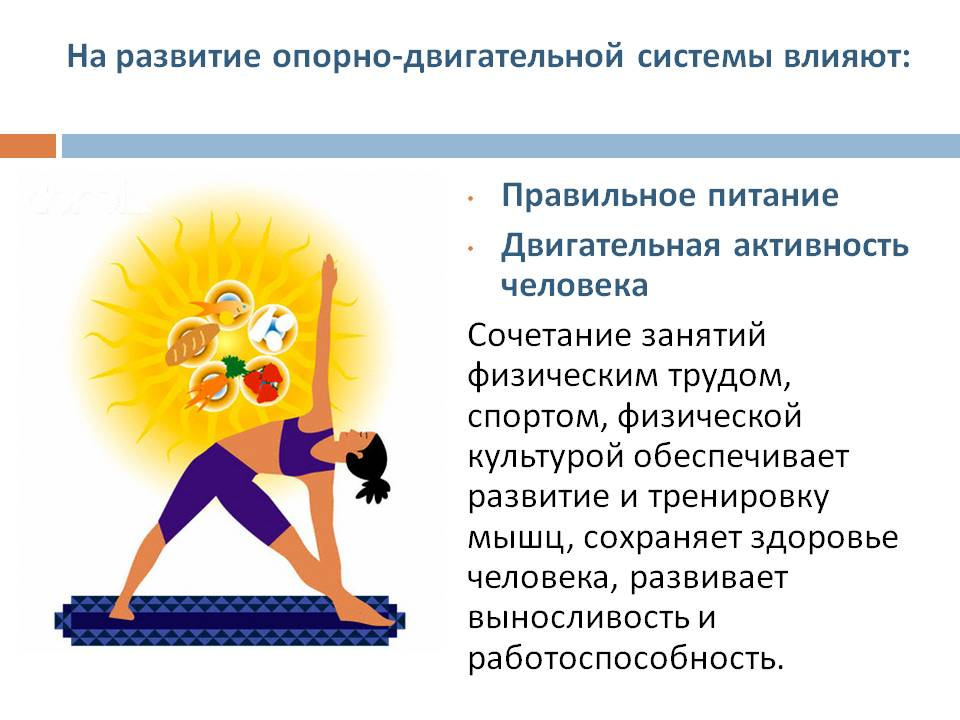 На развитие опорно-двигательной системы влияют:
• Правильное питание
• Двигательная активность
человека
Сочетание занятий
физическим трудом,
спортом, физической
культурой обеспечивает
развитие и тренировку
мышц, сохраняет здоровье
человека, развивает
выносливость и
работоспособность.